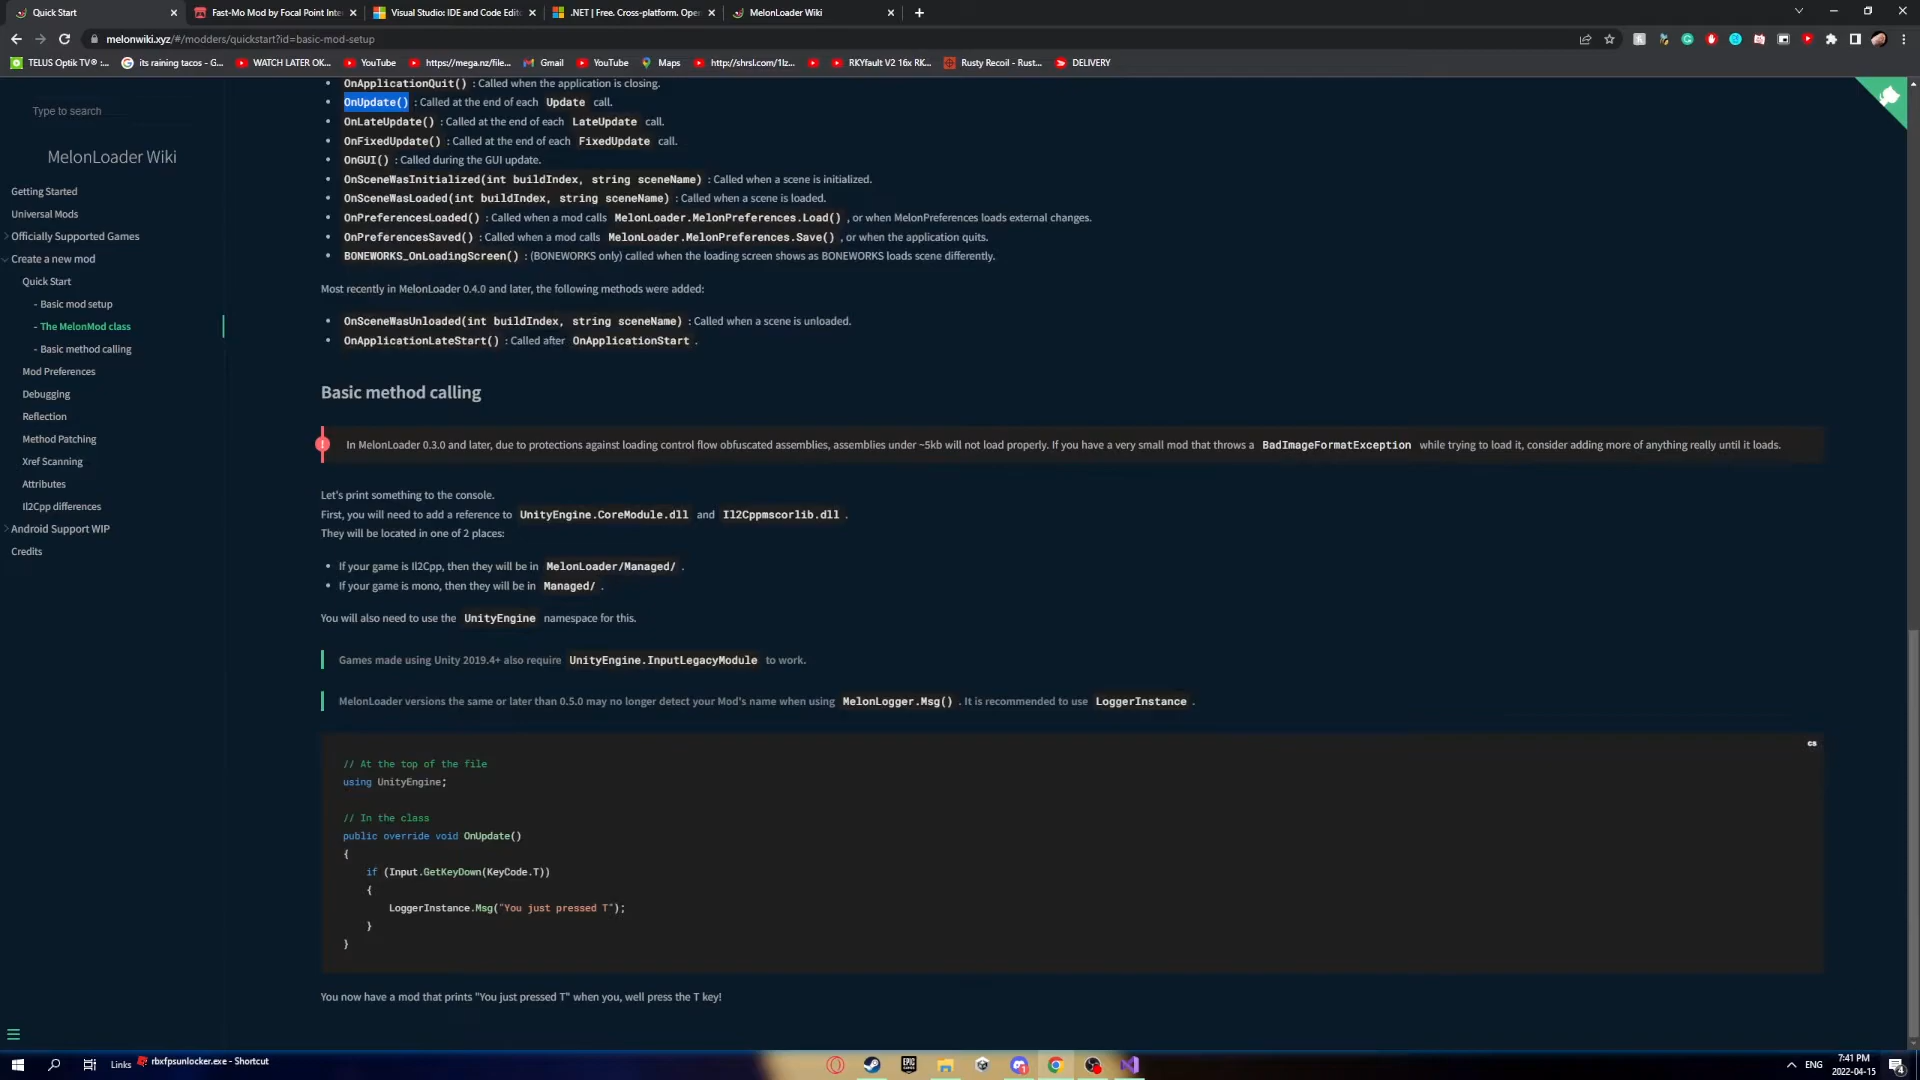 Quick Start
Fast-Mo Mod by Focal Point Inte
Visual Studio: IDE and Code Edit
.NET | Free. Cross-platform. Ope
MelonLoader Wiki
melonwiki.xyz/#/modders/quickstart?id=basic-mod-setup
TELUS Optik TV® :...
its raining tacos - G...
WATCH LATER OK...
YouTube
https://mega.nz/file...
Gmail
YouTube
Maps
http://shrsl.com/1lz...
RKYfault V2 16x RK...
Rusty Recoil - Rust...
DELIVERY
Type to search
MelonLoader Wiki
Getting Started
Universal Mods
Officially Supported Games
Create a new mod
Quick Start
- Basic mod setup
- The MelonMod class
- Basic method calling
Mod Preferences
Debugging
Reflection
Method Patching
Xref Scanning
Attributes
Il2Cpp differences
Android Support WIP
Credits
OnApplicationQuit() : Called when the application is closing.
OnUpdate() : Called at the end of each Update call.
OnLateUpdate() : Called at the end of each LateUpdate call.
OnFixedUpdate() : Called at the end of each FixedUpdate call.
OnGUI() : Called during the GUI update.
OnSceneWasInitialized(int buildIndex, string sceneName) : Called when a scene is initialized.
OnSceneWasLoaded(int buildIndex, string sceneName) : Called when a scene is loaded.
OnPreferencesLoaded() : Called when a mod calls MelonLoader.MelonPreferences.Load() , or when MelonPreferences loads external changes.
OnPreferencesSaved() : Called when a mod calls MelonLoader.MelonPreferences.Save() , or when the application quits.
BONEWORKS_OnLoadingScreen() : (BONEWORKS only) called when the loading screen shows as BONEWORKS loads scene differently.
Most recently in MelonLoader 0.4.0 and later, the following methods were added:
OnSceneWasUnloaded(int buildIndex, string sceneName) : Called when a scene is unloaded.
OnApplicationLateStart() : Called after OnApplicationStart .
Basic method calling
In MelonLoader 0.3.0 and later, due to protections against loading control flow obfuscated assemblies, assemblies under ~5kb will not load properly. If you have a very small mod that throws a BadImageFormatException while trying to load it, consider adding more of anything really until it loads.
Let's print something to the console.
First, you will need to add a reference to UnityEngine.CoreModule.dll and Il2Cppmscorlib.dll .
They will be located in one of 2 places:
If your game is Il2Cpp, then they will be in MelonLoader/Managed/ .
If your game is mono, then they will be in Managed/ .
You will also need to use the UnityEngine namespace for this.
Games made using Unity 2019.4+ also require UnityEngine.InputLegacyModule to work.
MelonLoader versions the same or later than 0.5.0 may no longer detect your Mod's name when using MelonLogger.Msg() . It is recommended to use LoggerInstance .
cs
// At the top of the file
using UnityEngine;
// In the class
public override void OnUpdate()
{
if (Input.GetKeyDown(KeyCode.T))
{
LoggerInstance.Msg("You just pressed T");
}
}
You now have a mod that prints "You just pressed T" when you, well press the T key!
Links
rbxfpsunlocker.exe - Shortcut
ENG
7:41 PM
2022-04-15
4